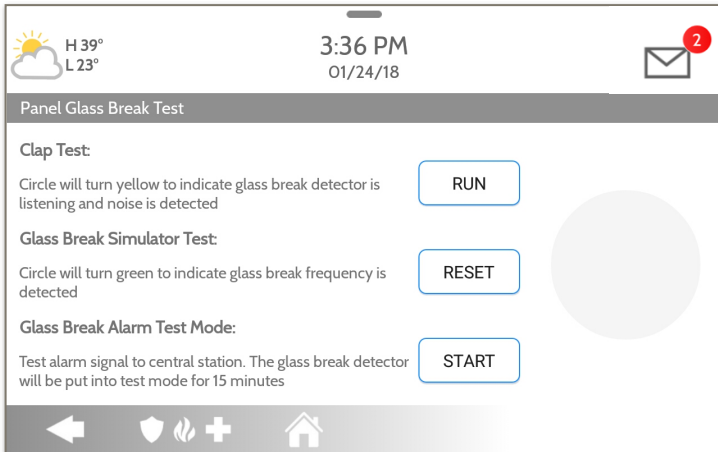 H 39°
L 23°
3:36 PM
01/24/18
2
Panel Glass Break Test
Clap Test:
Circle will turn yellow to indicate glass break detector is
listening and noise is detected
RUN
Glass Break Simulator Test:
Circle will turn green to indicate glass break frequency is
detected
RESET
Glass Break Alarm Test Mode:
Test alarm signal to central station. The glass break detector
will be put into test mode for 15 minutes
START